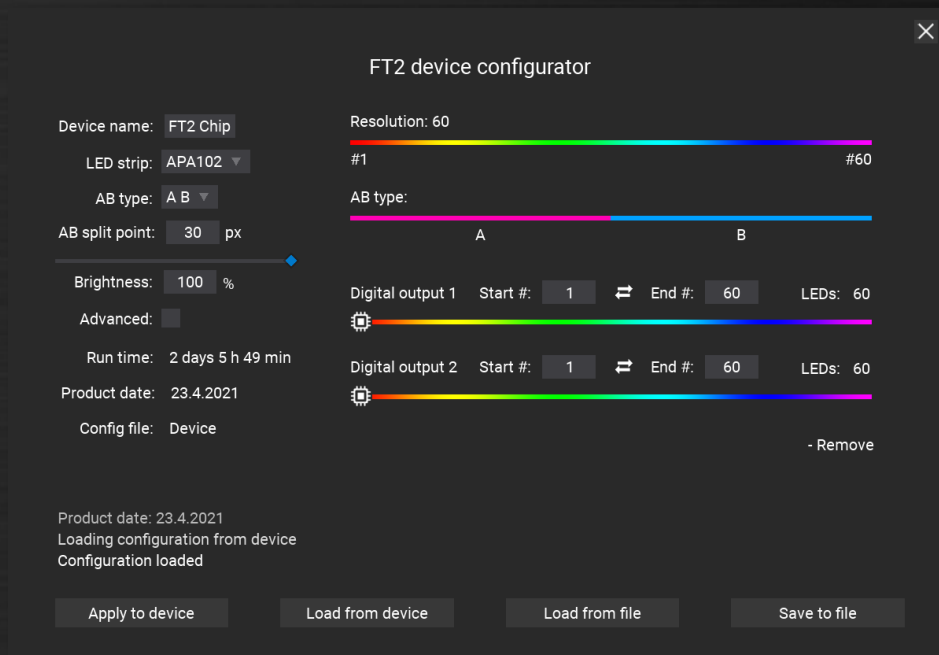 FT2 device configurator
Device name: FT2 Chip
LED strip: APA102
AB type: A B
AB split point: 30 px
Brightness: 100 %
Advanced:
Run time: 2 days 5 h 49 min
Product date: 23.4.2021
Config file: Device
Resolution: 60
#1 #60
AB type:
A B
Digital output 1 Start #: 1 End #: 60 LEDs: 60
Digital output 2 Start #: 1 End #: 60 LEDs: 60
- Remove
Product date: 23.4.2021
Loading configuration from device
Configuration loaded
Apply to device Load from device Load from file Save to file